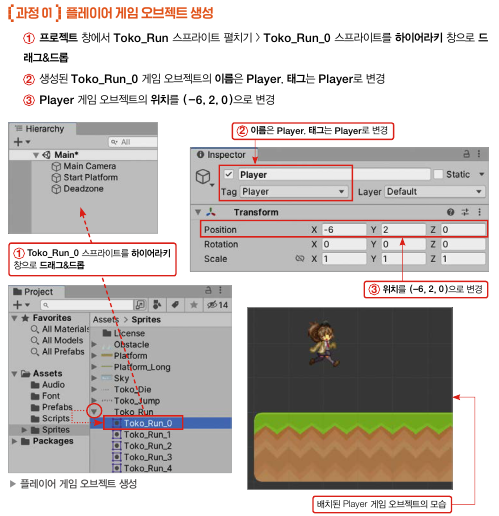 과정 01 플레이어 게임 오브젝트 생성
① 프로젝트 창에서 Toko_Run 스프라이트 펼치기 > Toko_Run_0 스프라이트를 하이어라키 창으로 드
래그&드롭
② 생성된 Toko_Run_0 게임 오브젝트의 이름은 Player, 태그는 Player로 변경
③ Player 게임 오브젝트의 위치를 (-6, 2, 0)으로 변경
Hierarchy
All
Main*
Main Camera
Start Platform
Deadzone
② 이름은 Player, 태그는 Player로 변경
Inspector
Player
Static
Tag Player
Layer Default
Transform
Position X -6 Y 2 Z 0
Rotation X 0 Y 0 Z 0
Scale X 1 Y 1 Z 1
③ 위치를 (-6, 2, 0)으로 변경
① Toko_Run_0 스프라이트를 하이어라키
창으로 드래그&드롭
Project
14
Favorites
All Materials
All Models
All Prefabs
Assets
Audio
Font
Prefabs
Scripts
Sprites
Packages
Assets > Sprites
License
Obstacle
Platform
Platform_Long
Sky
Toko_Die
Toko_Jump
Toko_Run
Toko_Run_0
Toko_Run_1
Toko_Run_2
Toko_Run_3
Toko_Run_4
▶ 플레이어 게임 오브젝트 생성
배치된 Player 게임 오브젝트의 모습